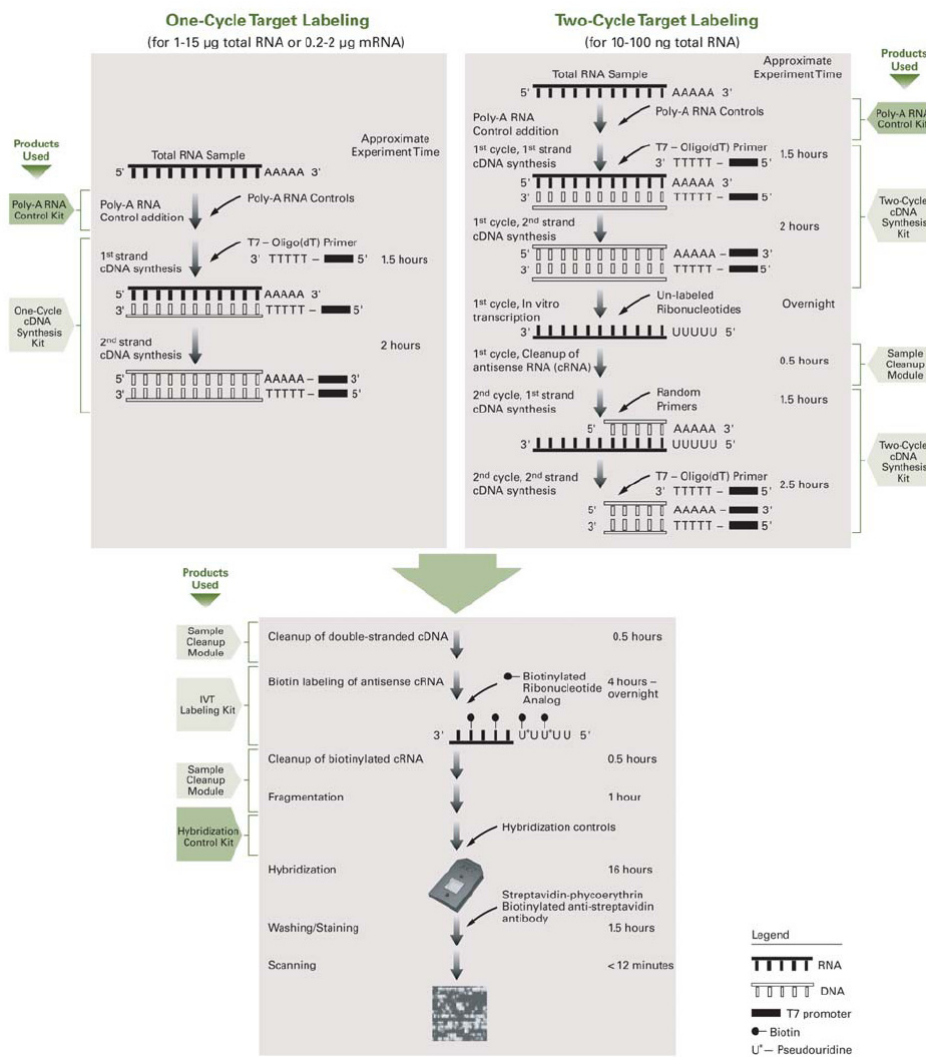 One-Cycle Target Labeling
(for 1-15 µg total RNA or 0.2-2 µg mRNA)
Products
Used
Approximate
Experiment Time
Total RNA Sample
5' AAAAA 3'
Poly-A RNA
Control Kit
Poly-A RNA
Control addition
Poly-A RNA Controls
1st strand
cDNA synthesis
T7 – Oligo(dT) Primer
3' TTTTT – 5'
1.5 hours
5' AAAAA 3'
3' TTTTT – 5'
One-Cycle
cDNA
Synthesis
Kit
2nd strand
cDNA synthesis
2 hours
5' AAAAA – 3'
3' TTTTT – 5'
Two-Cycle Target Labeling
(for 10-100 ng total RNA)
Approximate
Experiment Time
Products
Used
Total RNA Sample
5' AAAAA 3'
Poly-A RNA
Control addition
Poly-A RNA Controls
Poly-A RNA
Control Kit
1st cycle, 1st strand
cDNA synthesis
T7 – Oligo(dT) Primer
3' TTTTT – 5'
1.5 hours
5' AAAAA 3'
3' TTTTT – 5'
Two-Cycle
cDNA
Synthesis
Kit
1st cycle, 2nd strand
cDNA synthesis
2 hours
5' AAAAA – 3'
3' TTTTT – 5'
1st cycle, In vitro
transcription
Un-labeled
Ribonucleotides
Overnight
3' UUUUU 5'
1st cycle, Cleanup of
antisense RNA (cRNA)
0.5 hours
Sample
Cleanup
Module
2nd cycle, 1st strand
cDNA synthesis
Random
Primers
1.5 hours
5' AAAAA 3'
3' UUUUU 5'
Two-Cycle
cDNA
Synthesis
Kit
2nd cycle, 2nd strand
cDNA synthesis
T7 – Oligo(dT) Primer
3' TTTTT – 5'
2.5 hours
5' AAAAA – 3'
3' TTTTT – 5'
Products
Used
Sample
Cleanup
Module
Cleanup of double-stranded cDNA
0.5 hours
IVT
Labeling Kit
Biotin labeling of antisense cRNA
Biotinylated
Ribonucleotide
Analog
4 hours –
overnight
3' U*UU*UU 5'
Sample
Cleanup
Module
Cleanup of biotinylated cRNA
0.5 hours
Fragmentation
1 hour
Hybridization
Control Kit
Hybridization controls
Hybridization
16 hours
Streptavidin-phycoerythrin
Biotinylated anti-streptavidin
antibody
Washing/Staining
1.5 hours
Scanning
< 12 minutes
Legend
RNA
DNA
T7 promoter
Biotin
U*– Pseudouridine